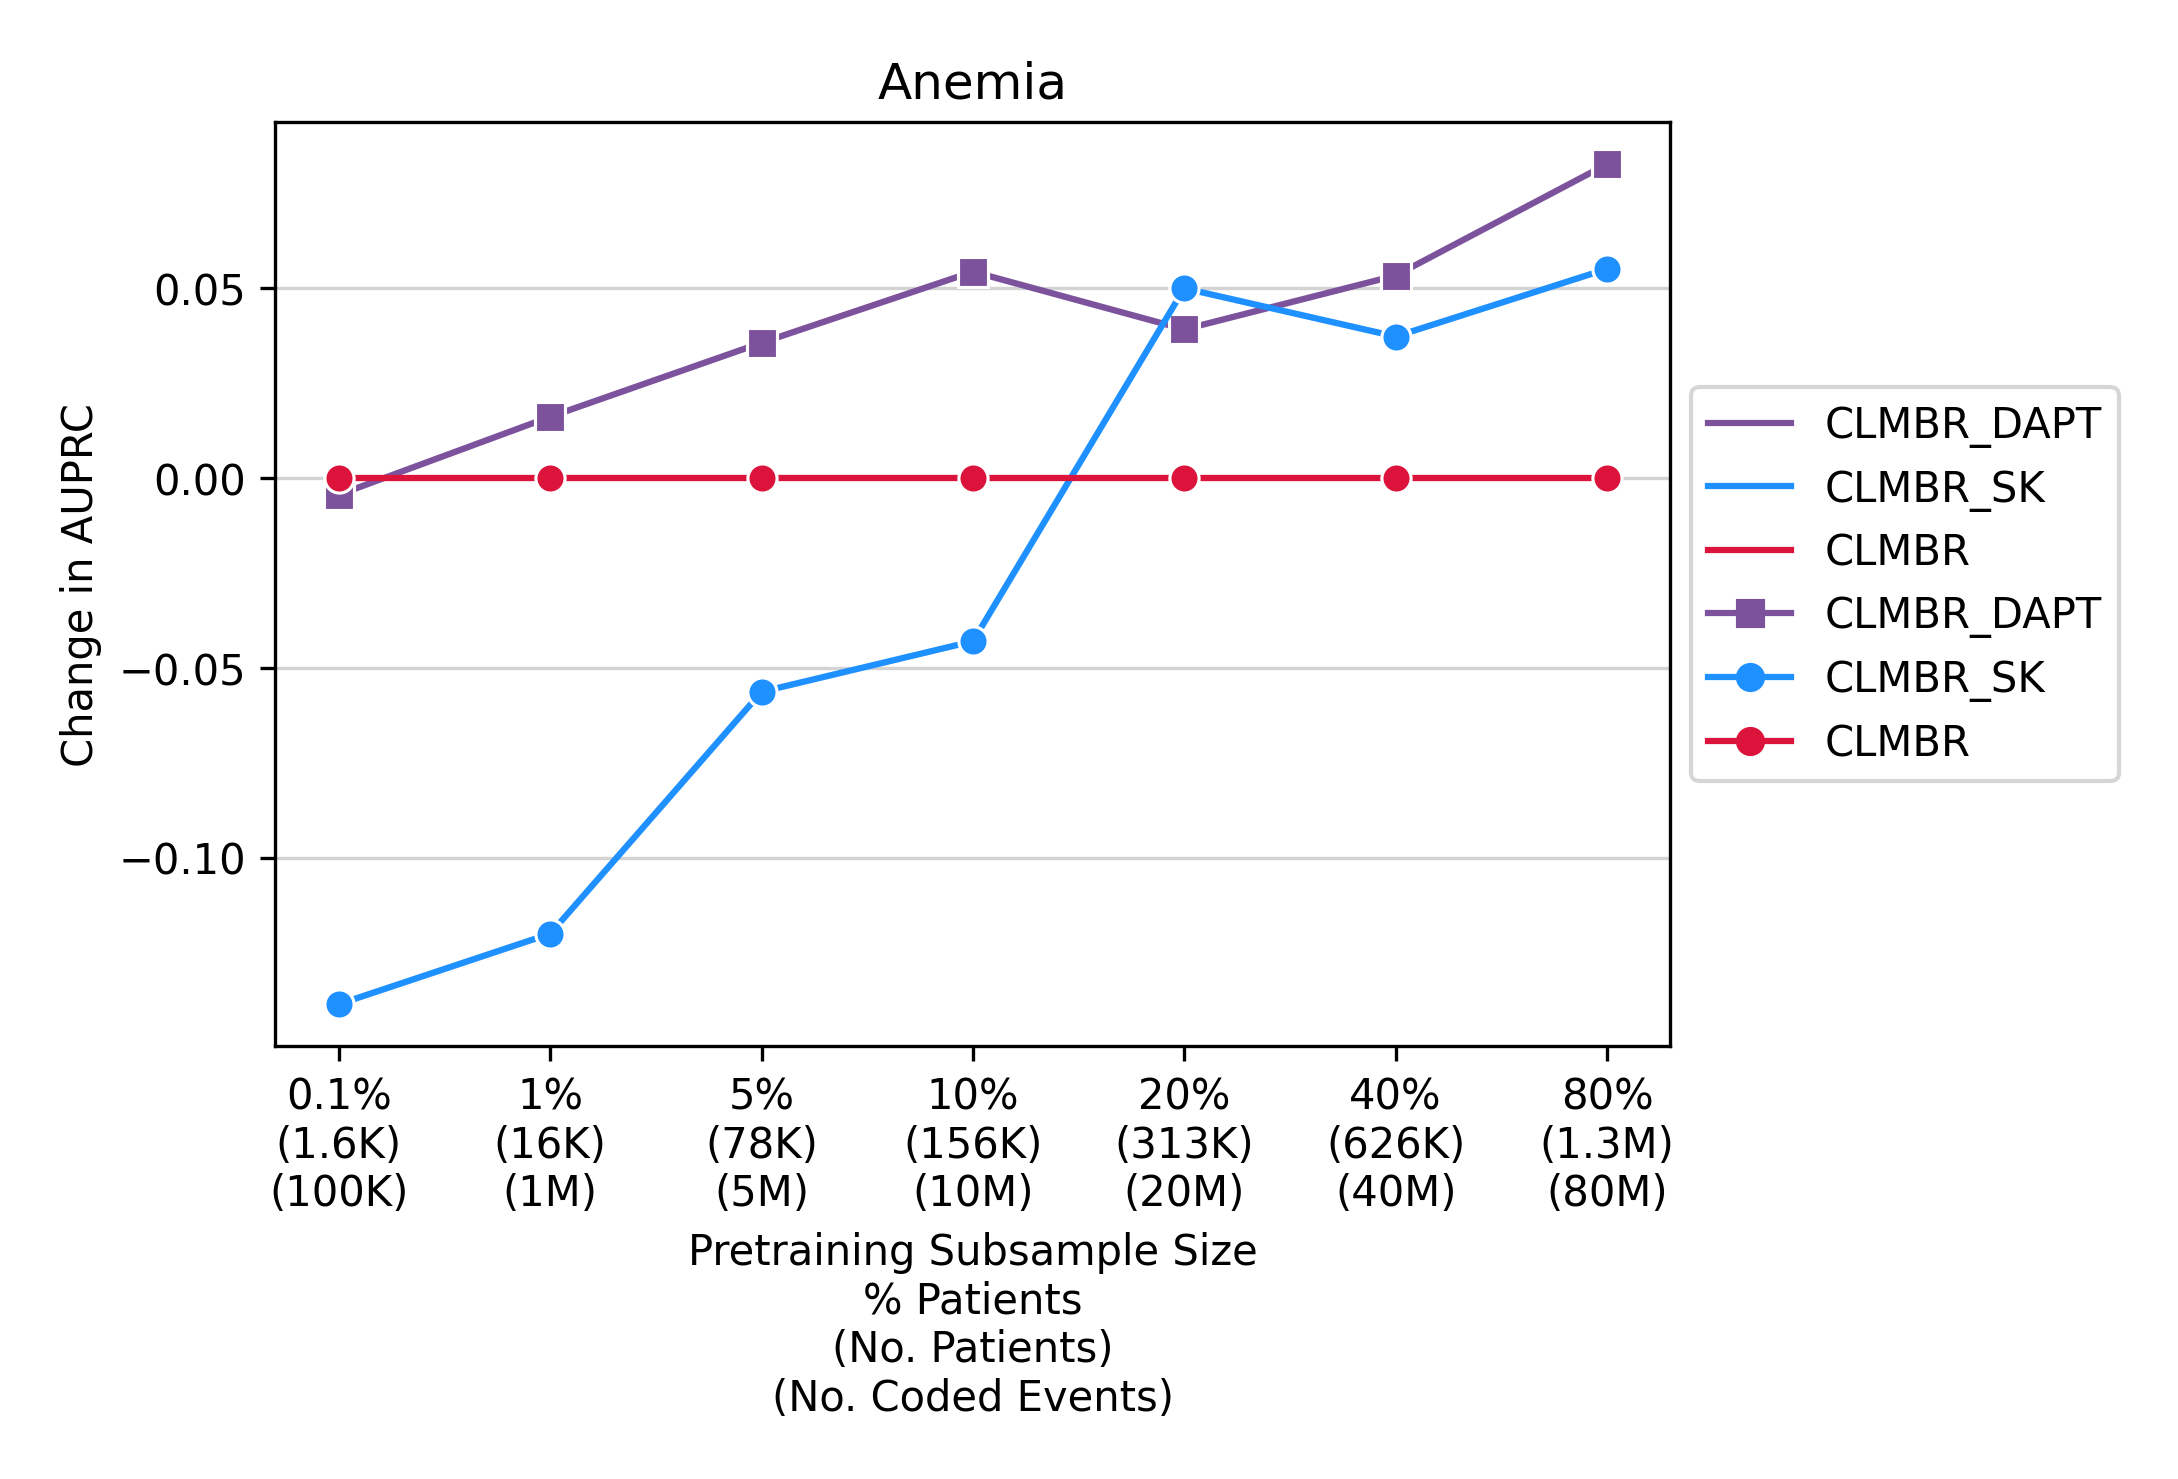 Anemia
Change in AUPRC
0.05
0.00
−0.05
−0.10
0.1% 1% 5% 10% 20% 40% 80%
(1.6K) (16K) (78K) (156K) (313K) (626K) (1.3M)
(100K) (1M) (5M) (10M) (20M) (40M) (80M)
Pretraining Subsample Size
% Patients
(No. Patients)
(No. Coded Events)
CLMBR_DAPT
CLMBR_SK
CLMBR
CLMBR_DAPT
CLMBR_SK
CLMBR